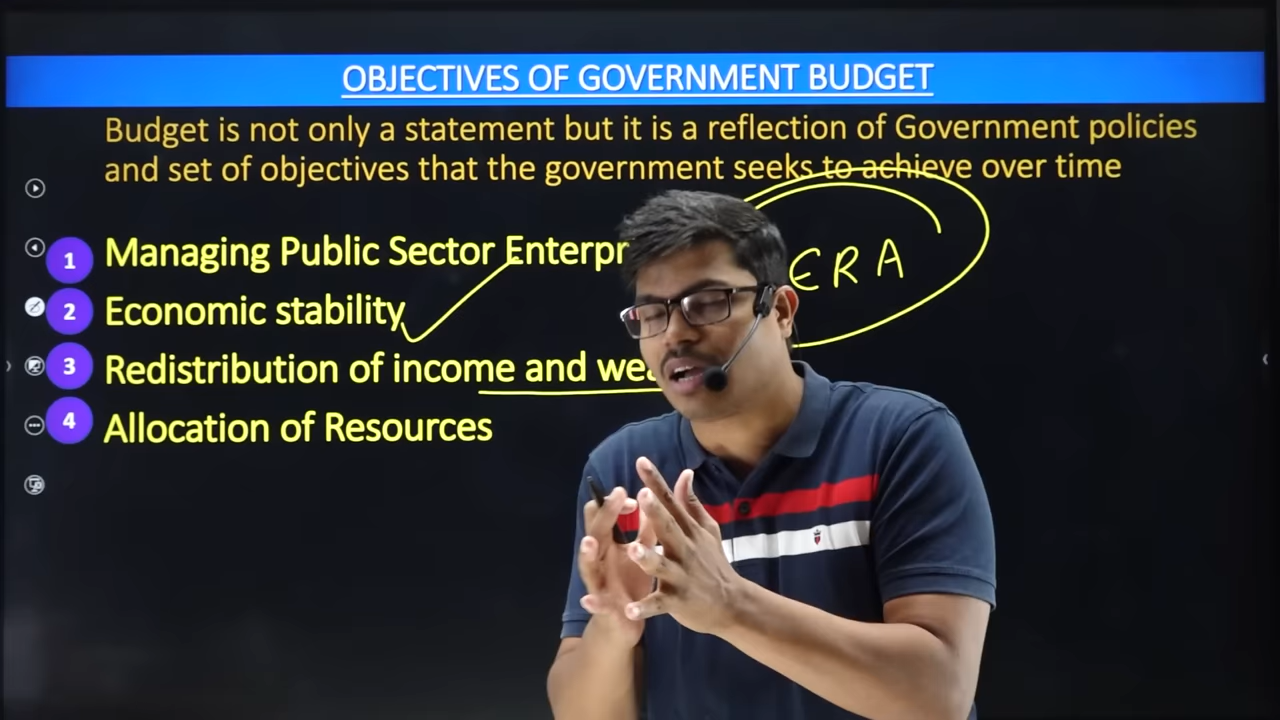 OBJECTIVES OF GOVERNMENT BUDGET
Budget is not only a statement but it is a reflection of Government policies
and set of objectives that the government seeks to achieve over time
1 Managing Public Sector
2 Economic stability
ERA
3 Redistribution of income and
4 Allocation of Resources